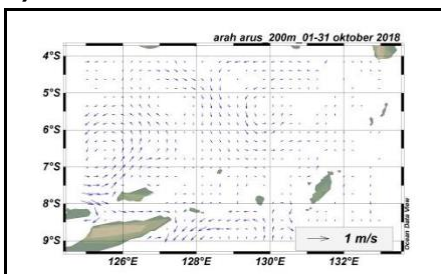 arah arus_200m_01-31 oktober 2018
4°S
5°S
6°S
7°S
8°S
9°S
1 m/s
126°E 128°E 130°E 132°E
Ocean Data View